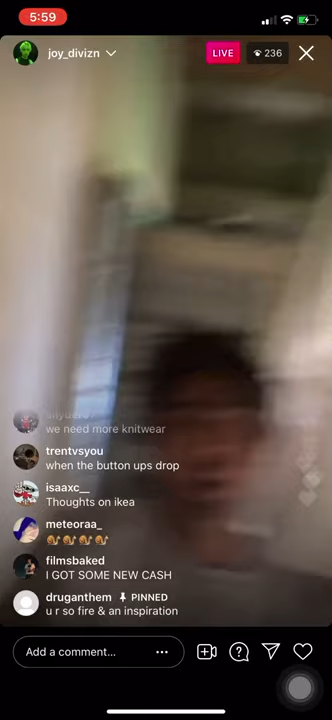 5:59
joy_divizn
LIVE
236
we need more knitwear
trentvsyou
when the button ups drop
isaaxc__
Thoughts on ikea
meteoraa_
🐌🐌🐌🐌
filmsbaked
I GOT SOME NEW CASH
druganthem PINNED
u r so fire & an inspiration
Add a comment...